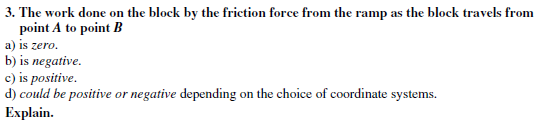 3. The work done on the block by the friction force from the ramp as the block travels from
point A to point B
a) is zero.
b) is negative.
c) is positive.
d) could be positive or negative depending on the choice of coordinate systems.
Explain.